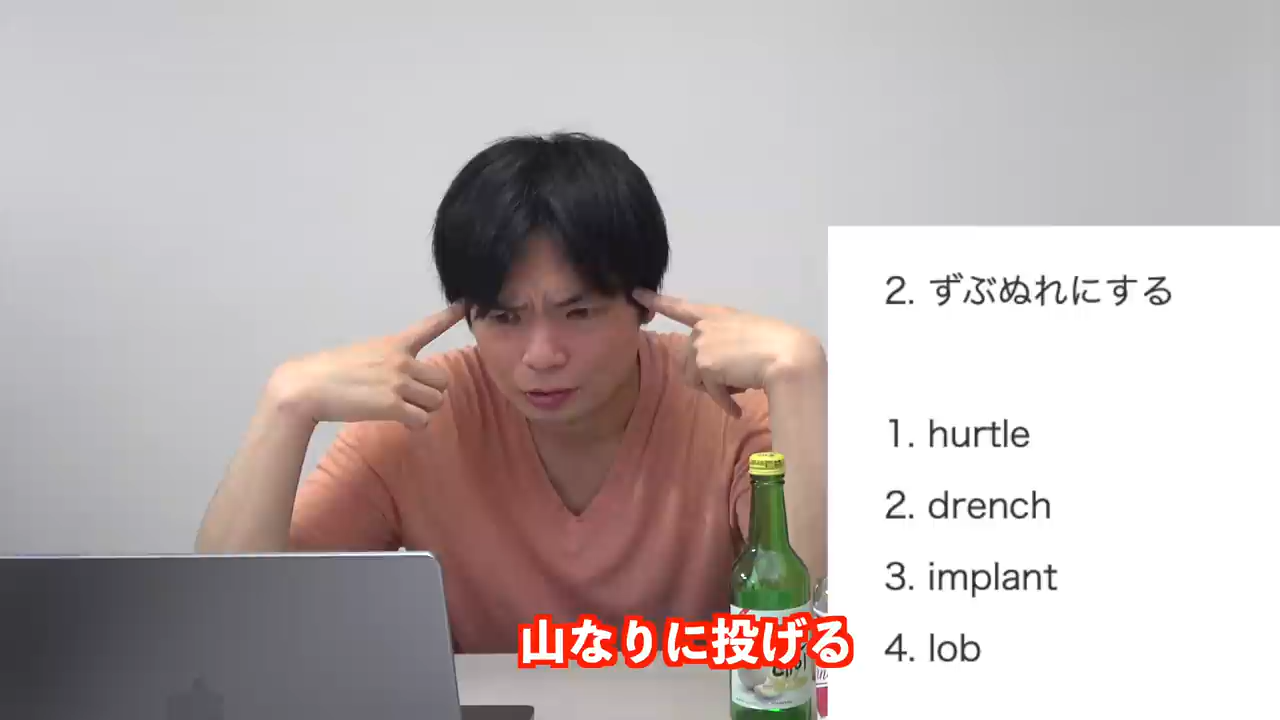 2. ずぶぬれにする
1. hurtle
2. drench
3. implant
4. lob
山なりに投げる